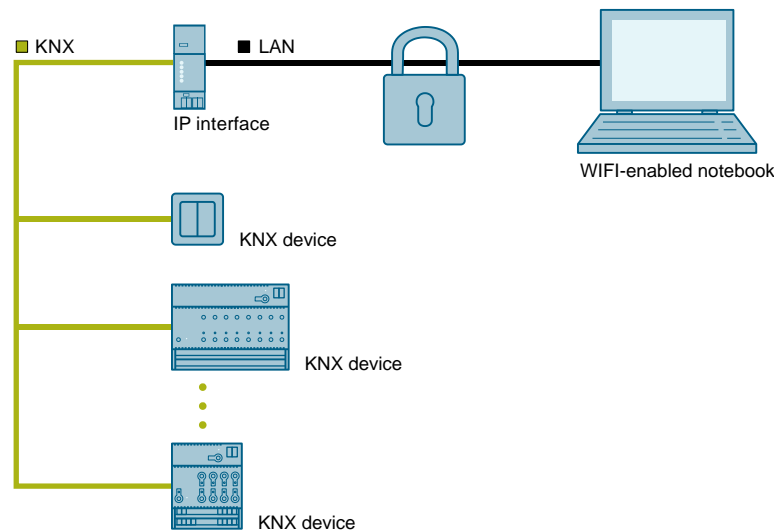 KNX
LAN
IP interface
WIFI-enabled notebook
KNX device
KNX device
KNX device